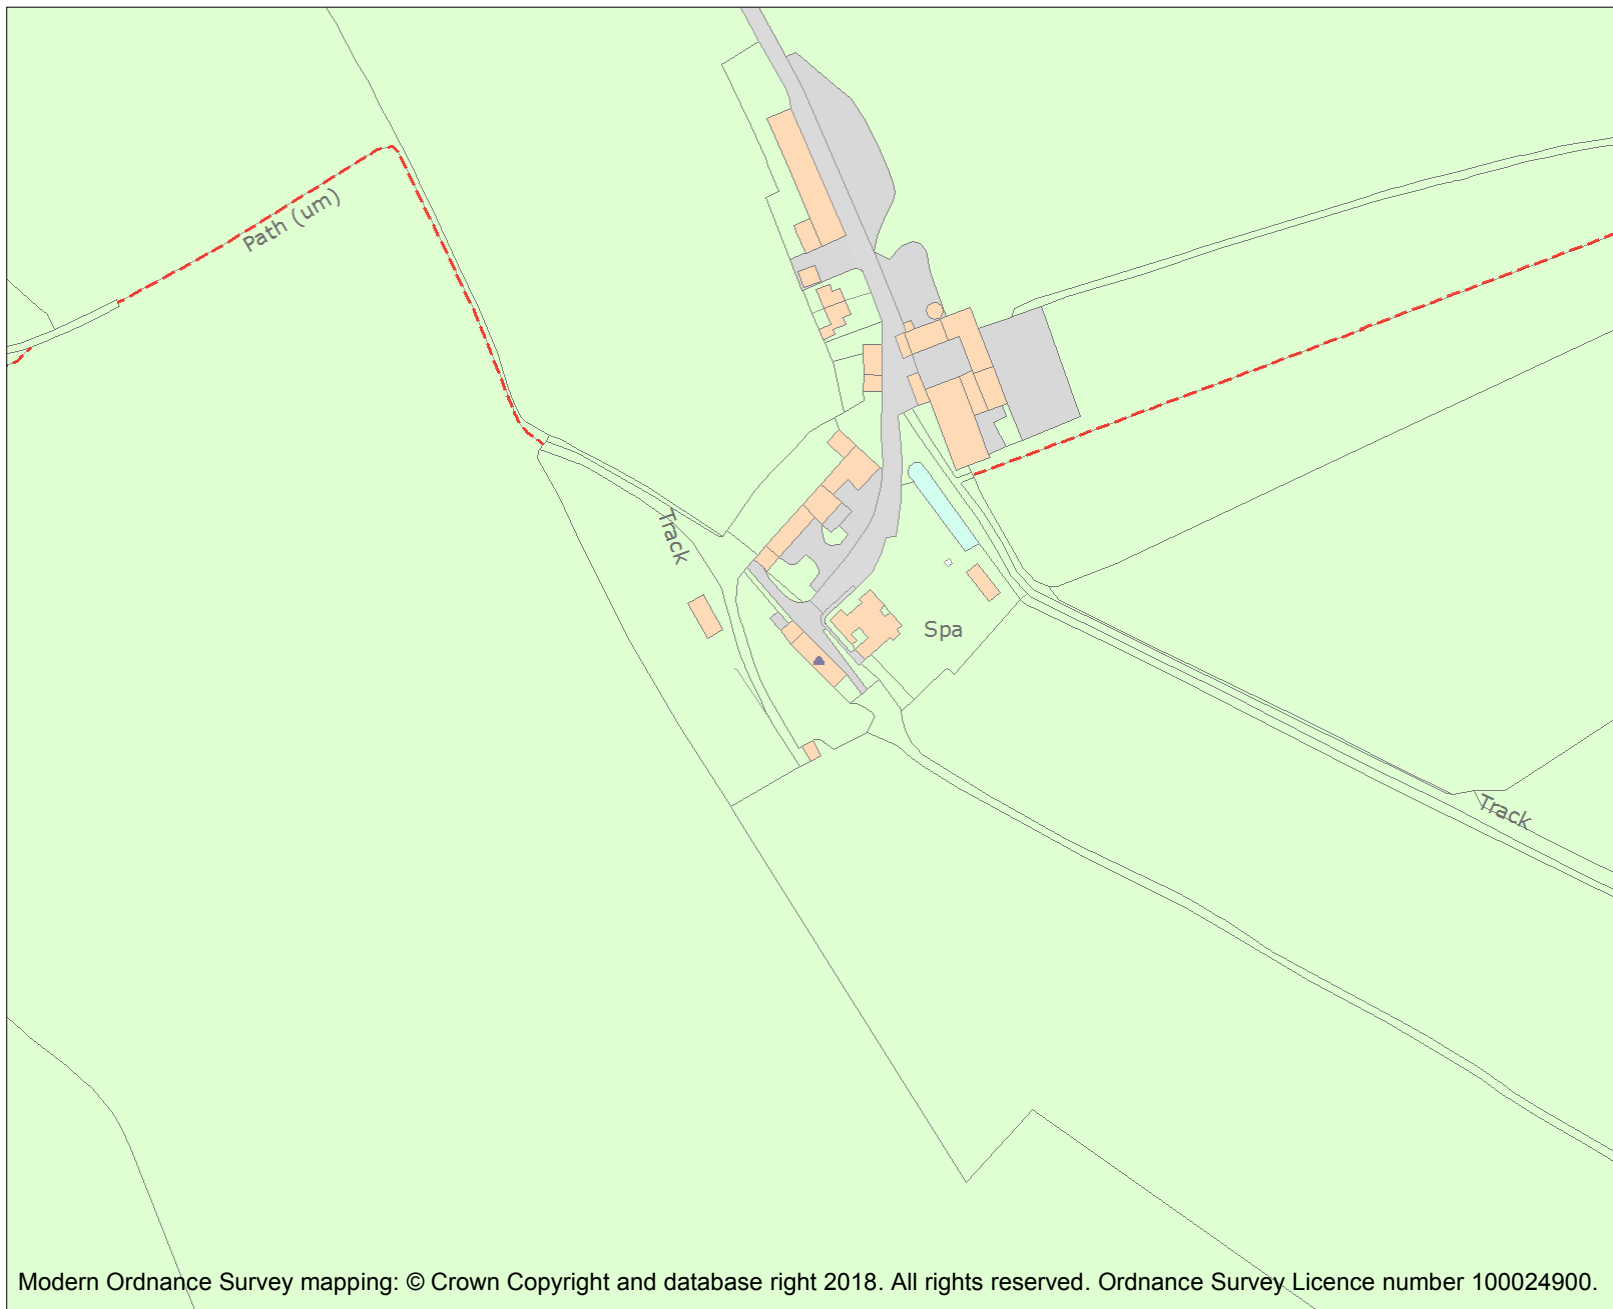 Path (um)
Track
Spa
Track
Modern Ordnance Survey mapping: © Crown Copyright and database right 2018. All rights reserved. Ordnance Survey Licence number 100024900.